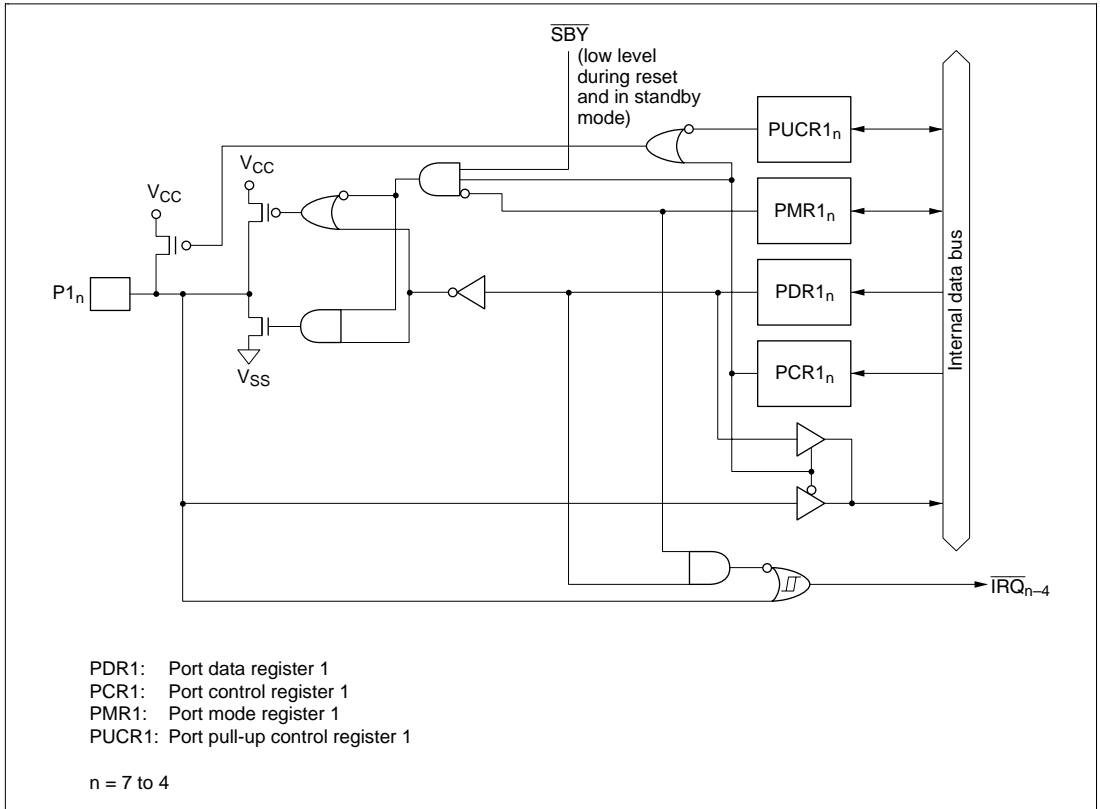 SBY
(low level
during reset
and in standby
mode)
PUCR1n
VCC
VCC
PMR1n
P1n
PDR1n
VSS
PCR1n
Internal data bus
IRQn–4
PDR1: Port data register 1
PCR1: Port control register 1
PMR1: Port mode register 1
PUCR1: Port pull-up control register 1
n = 7 to 4